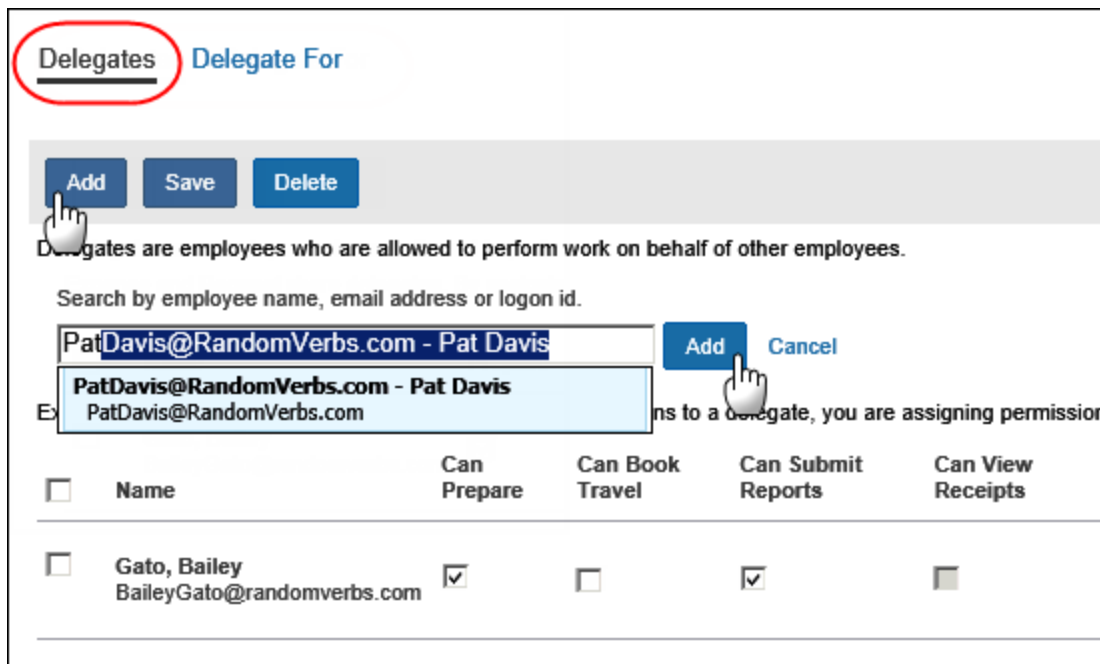 Delegates Delegate For
Add Save Delete
Delegates are employees who are allowed to perform work on behalf of other employees.
Search by employee name, email address or logon id.
PatDavis@RandomVerbs.com - Pat Davis Add Cancel
PatDavis@RandomVerbs.com - Pat Davis
PatDavis@RandomVerbs.com
to a delegate, you are assigning
Name Can Prepare Can Book Travel Can Submit Reports Can View Receipts
Gato, Bailey
BaileyGato@randomverbs.com